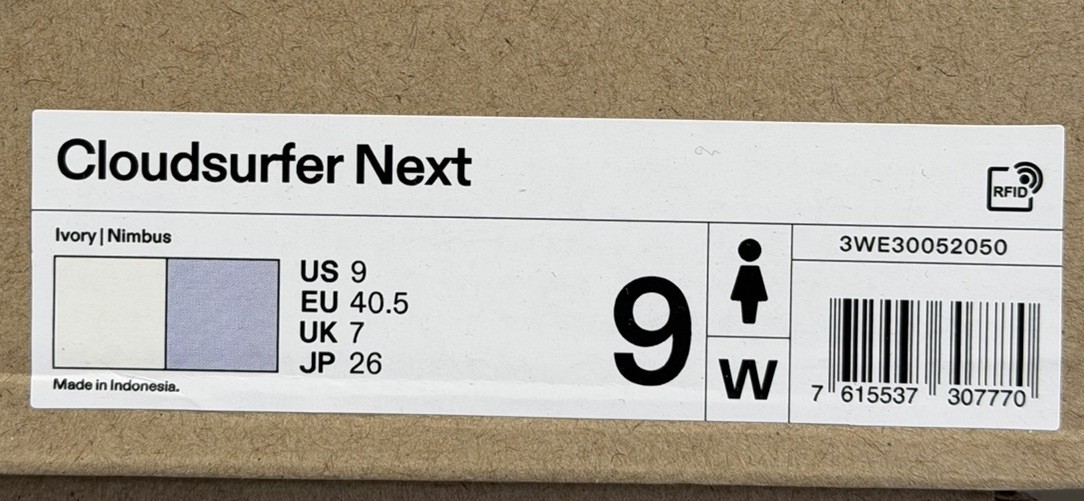 Cloudsurfer Next
RFID
Ivory | Nimbus
US 9
EU 40.5
UK 7
JP 26
Made in Indonesia.
9
W
3WE30052050
7 615537 307770